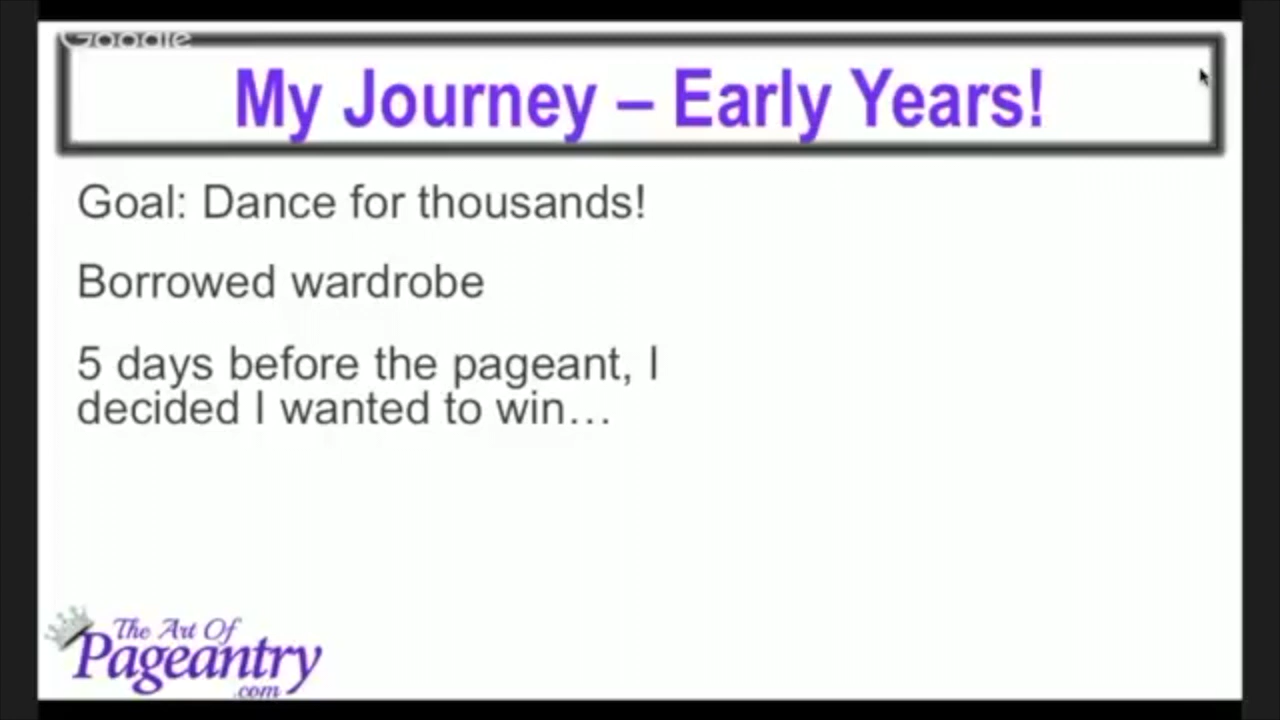 Google
My Journey – Early Years!
Goal: Dance for thousands!
Borrowed wardrobe
5 days before the pageant, I
decided I wanted to win…
The Art Of
Pageantry
.com